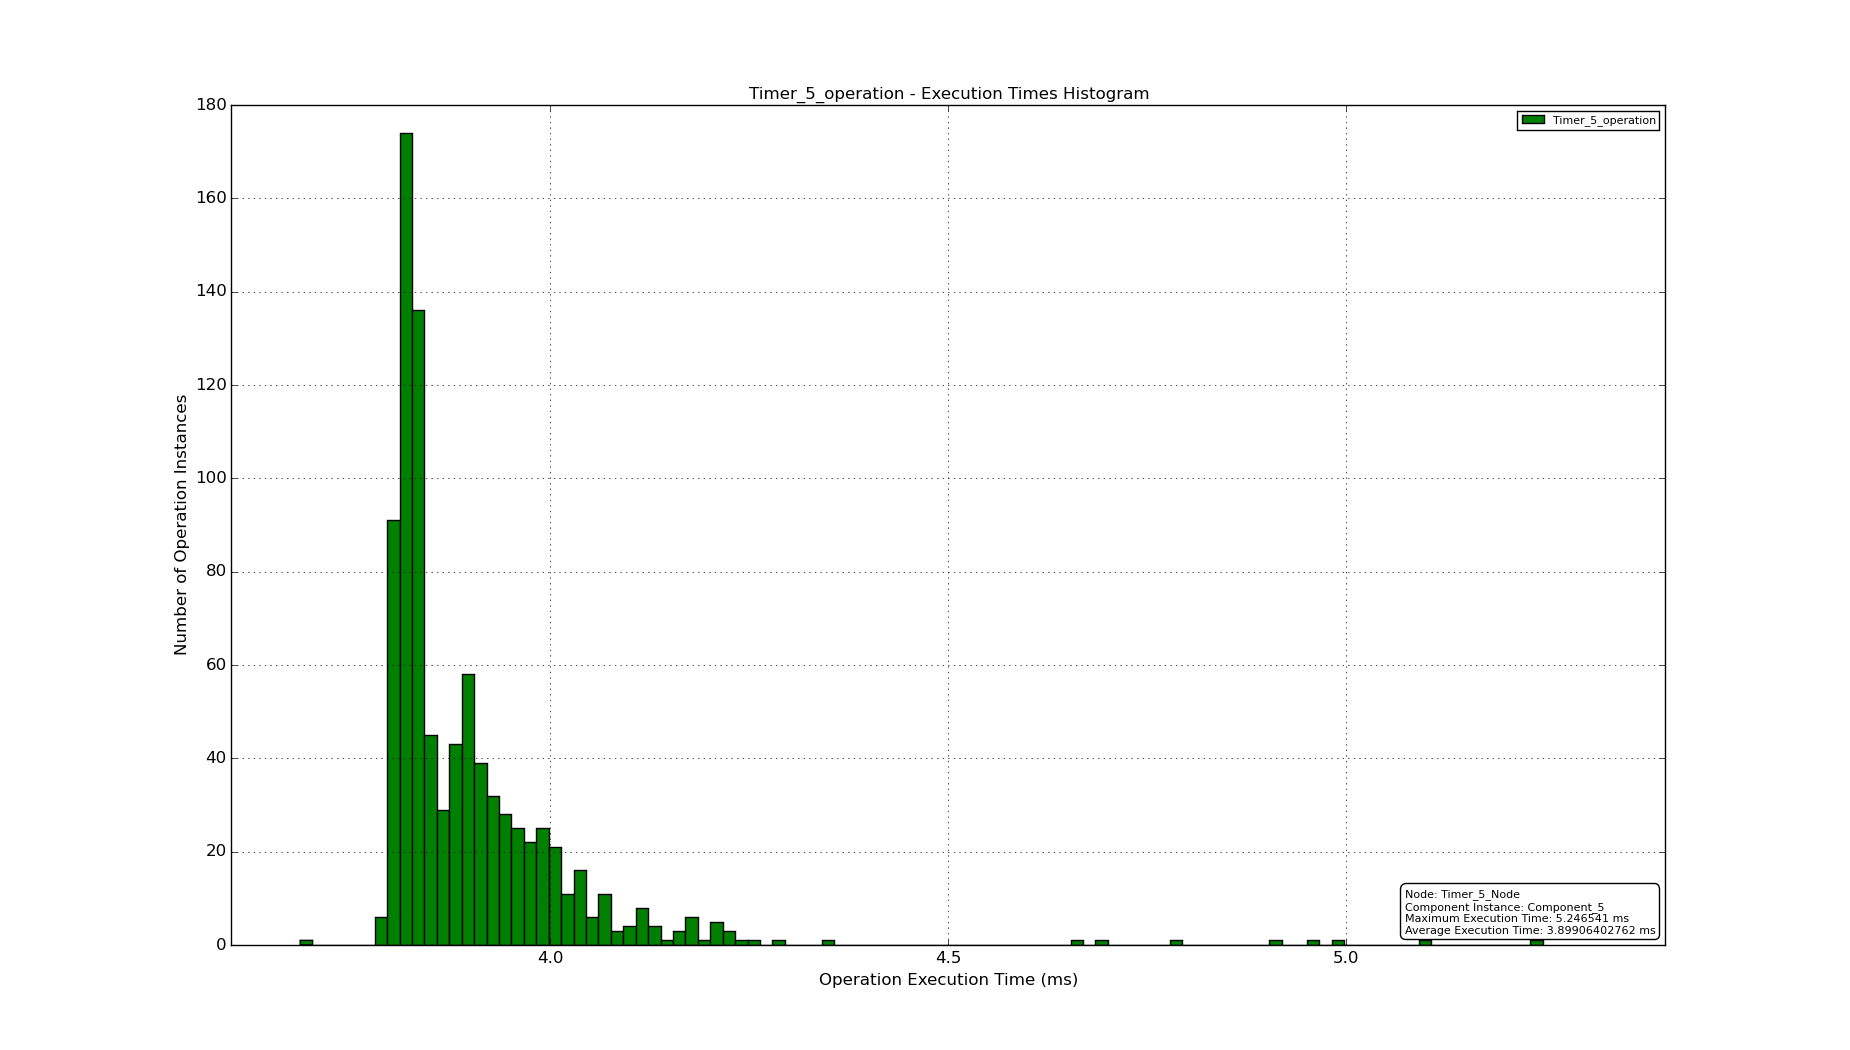 Timer_5_operation - Execution Times Histogram
180
Timer_5_operation
160
140
120
100
80
60
40
20
0
Number of Operation Instances
Node: Timer_5_Node
Component Instance: Component_5
Maximum Execution Time: 5.246541 ms
Average Execution Time: 3.89906402762 ms
4.0
4.5
5.0
Operation Execution Time (ms)